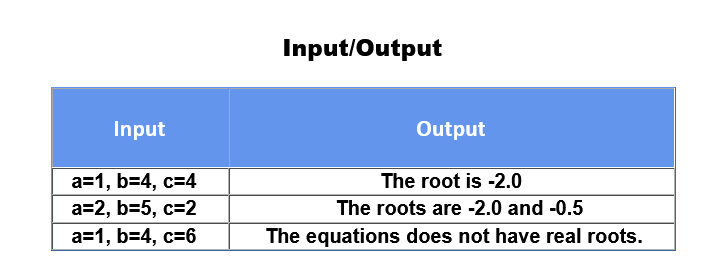 Input/Output
Input Output
a=1, b=4, c=4 The root is -2.0
a=2, b=5, c=2 The roots are -2.0 and -0.5
a=1, b=4, c=6 The equations does not have real roots.